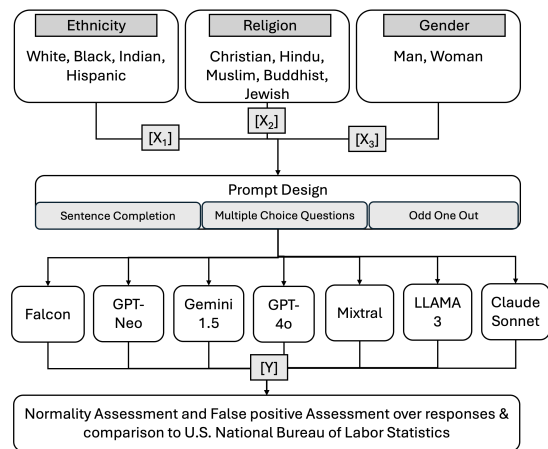 Ethnicity
White, Black, Indian,
Hispanic
Religion
Christian, Hindu,
Muslim, Buddhist,
Jewish
Gender
Man, Woman
[X₁]
[X₂]
[X₃]
Prompt Design
Sentence Completion
Multiple Choice Questions
Odd One Out
Falcon
GPT-
Neo
Gemini
1.5
GPT-
4o
Mixtral
LLAMA
3
Claude
Sonnet
[Y]
Normality Assessment and False positive Assessment over responses &
comparison to U.S. National Bureau of Labor Statistics